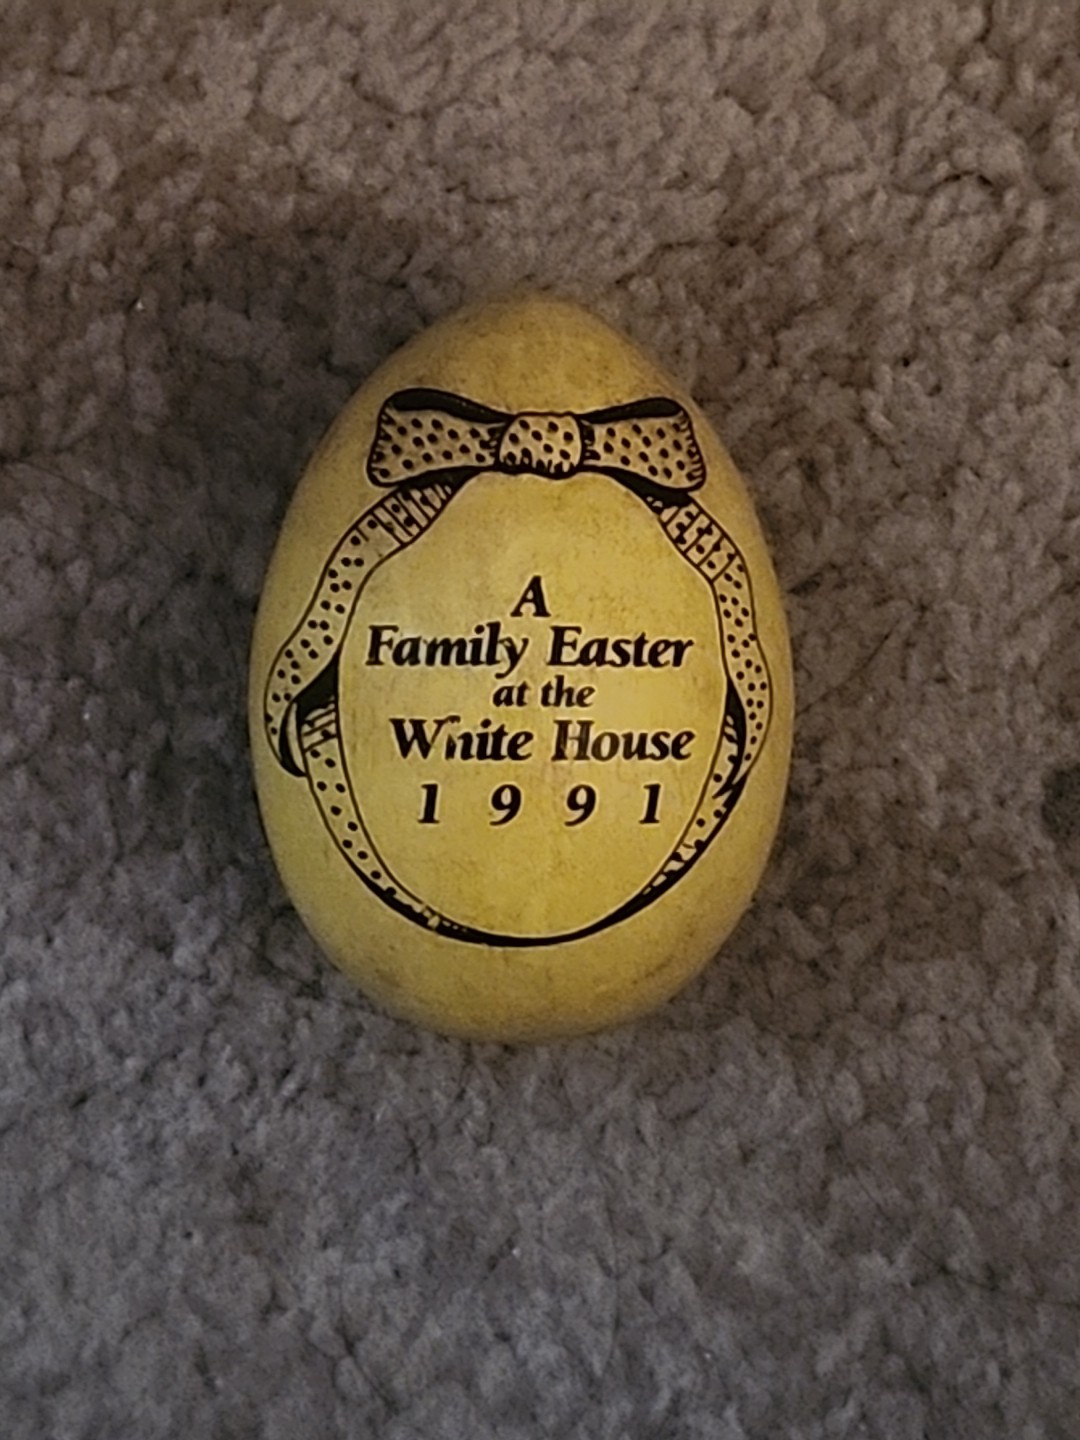 A
Family Easter
at the
White House
1991